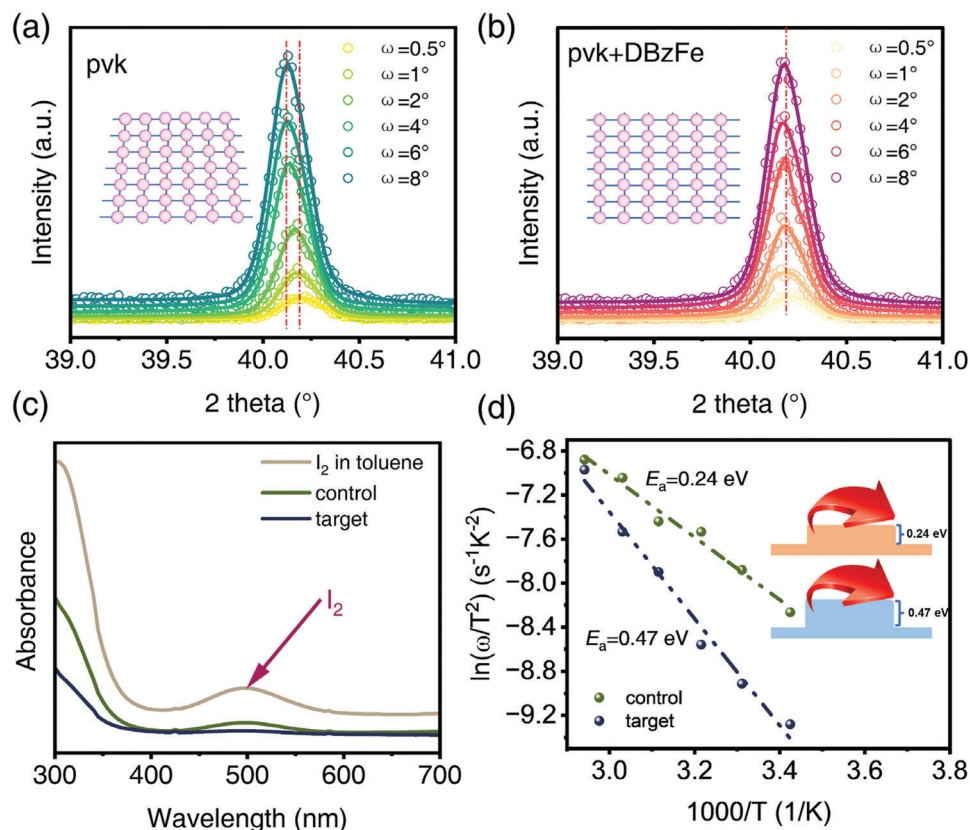 (a)
pvk
ω=0.5°
ω=1°
ω=2°
ω=4°
ω=6°
ω=8°
Intensity (a.u.)
39.0 39.5 40.0 40.5 41.0
2 theta (°)
(b)
pvk+DBzFe
ω=0.5°
ω=1°
ω=2°
ω=4°
ω=6°
ω=8°
Intensity (a.u.)
39.0 39.5 40.0 40.5 41.0
2 theta (°)
(c)
I₂ in toluene
control
target
I₂
Absorbance
300 400 500 600 700
Wavelength (nm)
(d)
−6.8
−7.2
−7.6
−8.0
−8.4
−8.8
−9.2
ln(ω/T²) (s⁻¹K⁻²)
Eₐ=0.24 eV
0.24 eV
0.47 eV
Eₐ=0.47 eV
control
target
3.0 3.2 3.4 3.6 3.8
1000/T (1/K)